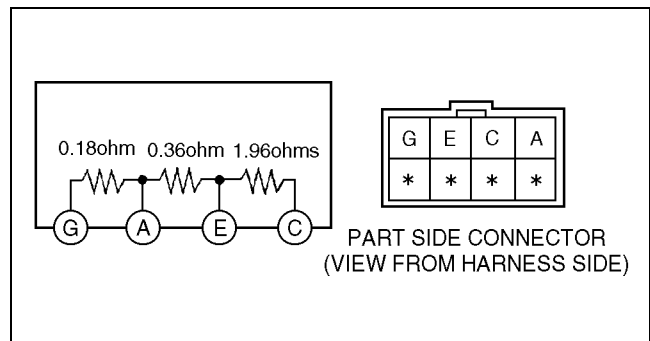 0.18ohm 0.36ohm 1.96ohms
G A E C
G E C A
* * * *
PART SIDE CONNECTOR
(VIEW FROM HARNESS SIDE)